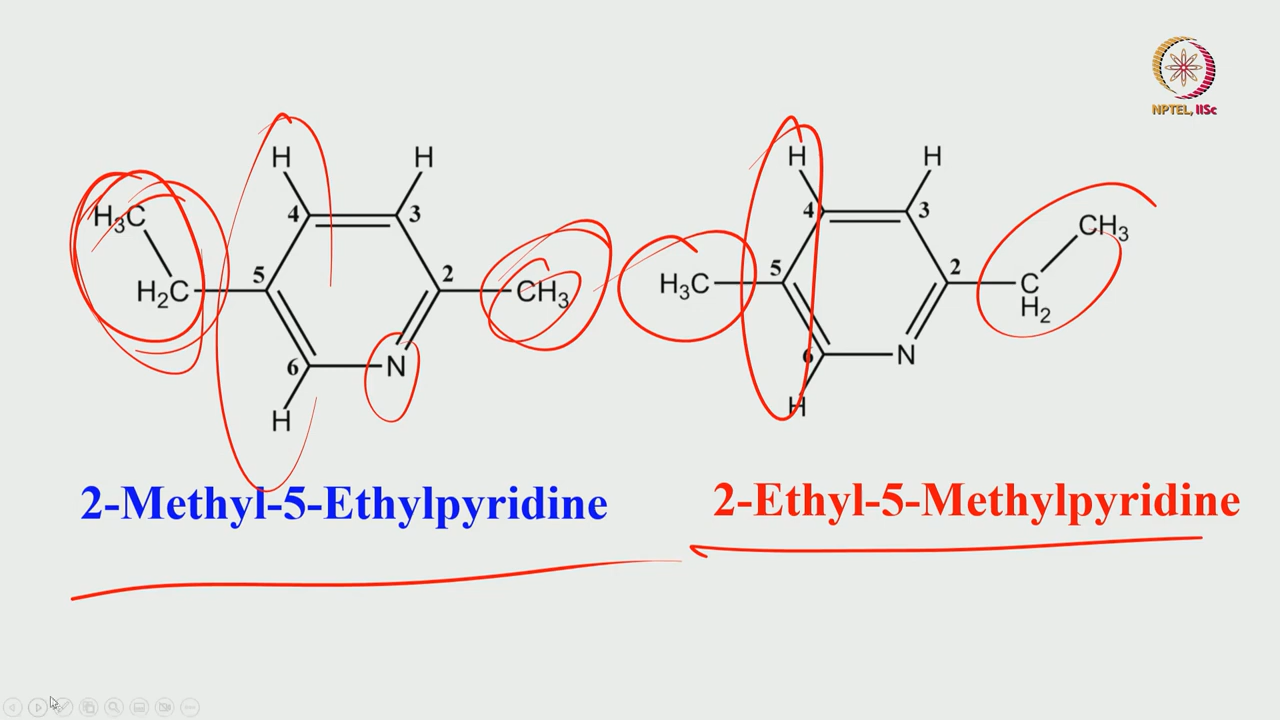 NPTEL, IISc
H H
H3C 4 3
5 2
H2C CH3
6 N
H
H H
4 3
5 2 CH3
H3C C
H2
6 N
H
2-Methyl-5-Ethylpyridine
2-Ethyl-5-Methylpyridine